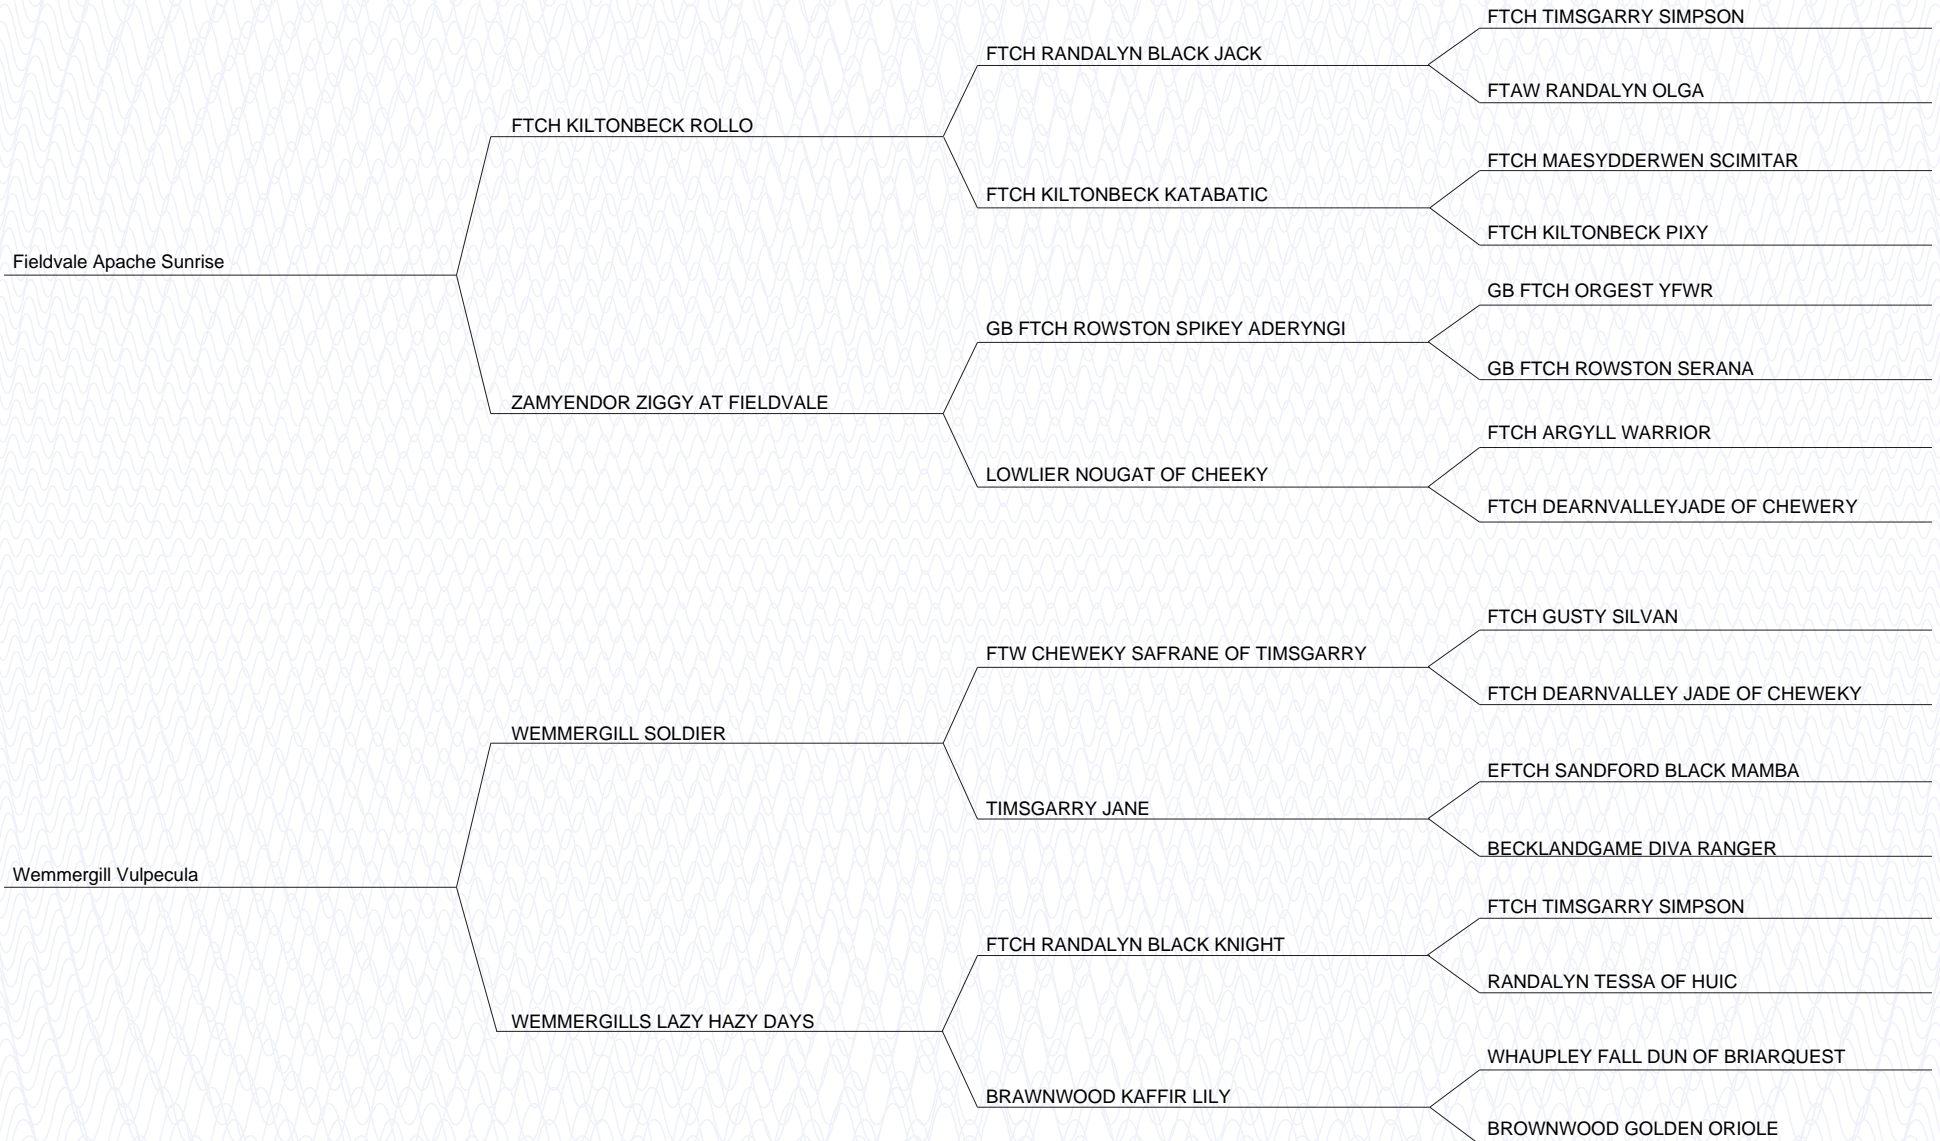 FTCH TIMSGARRY SIMPSON
FTCH RANDALYN BLACK JACK
FTAW RANDALYN OLGA
FTCH KILTONBECK ROLLO
FTCH MAESYDDERWEN SCIMITAR
FTCH KILTONBECK KATABATIC
FTCH KILTONBECK PIXY
Fieldvale Apache Sunrise
GB FTCH ORGEST YFWR
GB FTCH ROWSTON SPIKEY ADERYNGI
GB FTCH ROWSTON SERANA
ZAMYENDOR ZIGGY AT FIELDVALE
FTCH ARGYLL WARRIOR
LOWLIER NOUGAT OF CHEEKY
FTCH DEARNVALLEYJADE OF CHEWERY
FTCH GUSTY SILVAN
FTW CHEWEKY SAFRANE OF TIMSGARRY
FTCH DEARNVALLEY JADE OF CHEWEKY
WEMMERGILL SOLDIER
EFTCH SANDFORD BLACK MAMBA
TIMSGARRY JANE
BECKLANDGAME DIVA RANGER
Wemmergill Vulpecula
FTCH TIMSGARRY SIMPSON
FTCH RANDALYN BLACK KNIGHT
RANDALYN TESSA OF HUIC
WEMMERGILLS LAZY HAZY DAYS
WHAUPLEY FALL DUN OF BRIARQUEST
BRAWNWOOD KAFFIR LILY
BROWNWOOD GOLDEN ORIOLE